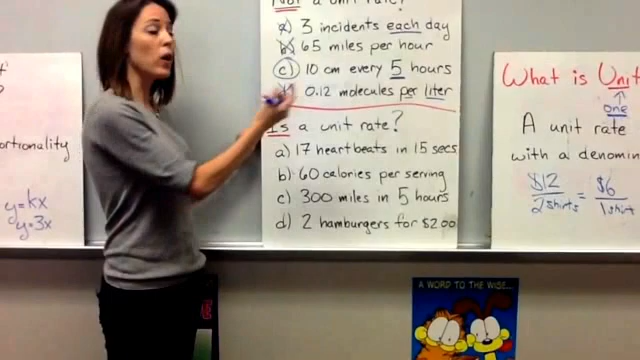 Not a unit rate?
a) 3 incidents each day
b) 65 miles per hour
c) 10 cm every 5 hours
d) 0.12 molecules per liter
Is a unit rate?
a) 17 heartbeats in 15 secs
b) 60 calories per serving
c) 300 miles in 5 hours
d) 2 hamburgers for $2.00
y=kx
y=3x
What is Uni
one
A unit rate
with a denomin
$12 = $6
2 shirts 1 shirt
A WORD TO THE WISE...